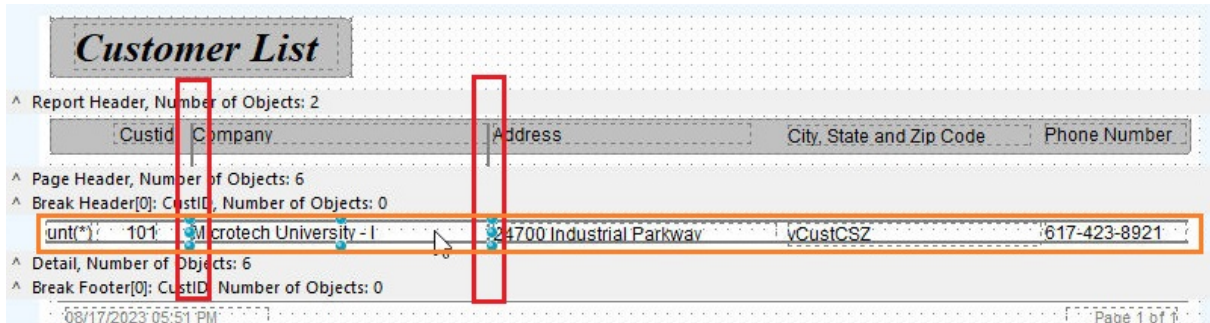 Customer List
^ Report Header, Number of Objects: 2
Custid Company Address City, State and Zip Code Phone Number
^ Page Header, Number of Objects: 6
^ Break Header[0]: CustID, Number of Objects: 0
unt(*) 101 Microtech University - I 24700 Industrial Parkway vCustCSZ 617-423-8921
^ Detail, Number of Objects: 6
^ Break Footer[0]: CustID, Number of Objects: 0
08/17/2023 05:51 PM Page 1 of 1